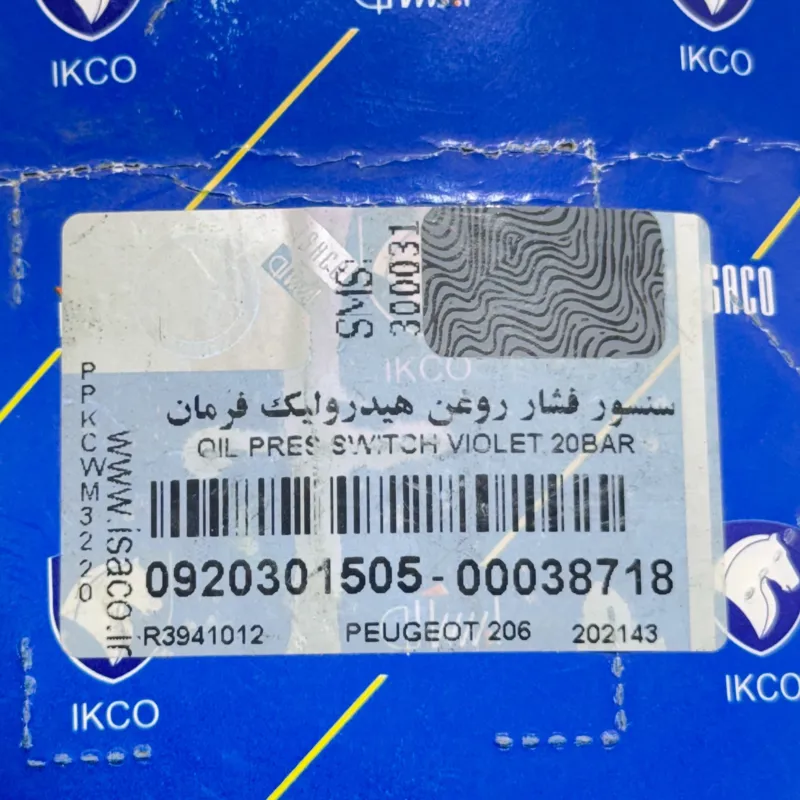 IKCO
IKCO
SMS
300031
ISACO
IKCO
سنسور فشار روغن هیدرولیک فرمان
OIL PRES SWITCH VIOLET 20BAR
PPKCWM3220
www.isaco.ir
0920301505-00038718
R3941012 PEUGEOT 206 202143
IKCO
IKCO